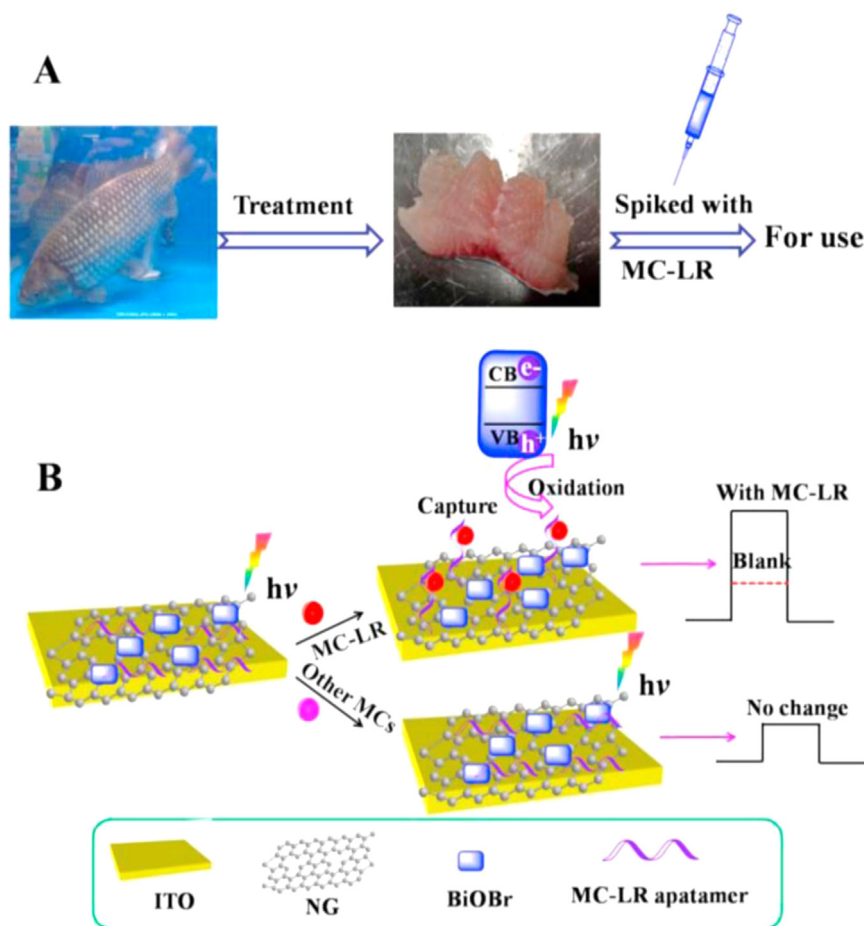 A
Treatment
Spiked with
MC-LR
For use
B
CB e-
VB h+
hν
Oxidation
Capture
With MC-LR
Blank
hν
MC-LR
Other MCs
hν
No change
ITO
NG
BiOBr
MC-LR apatamer